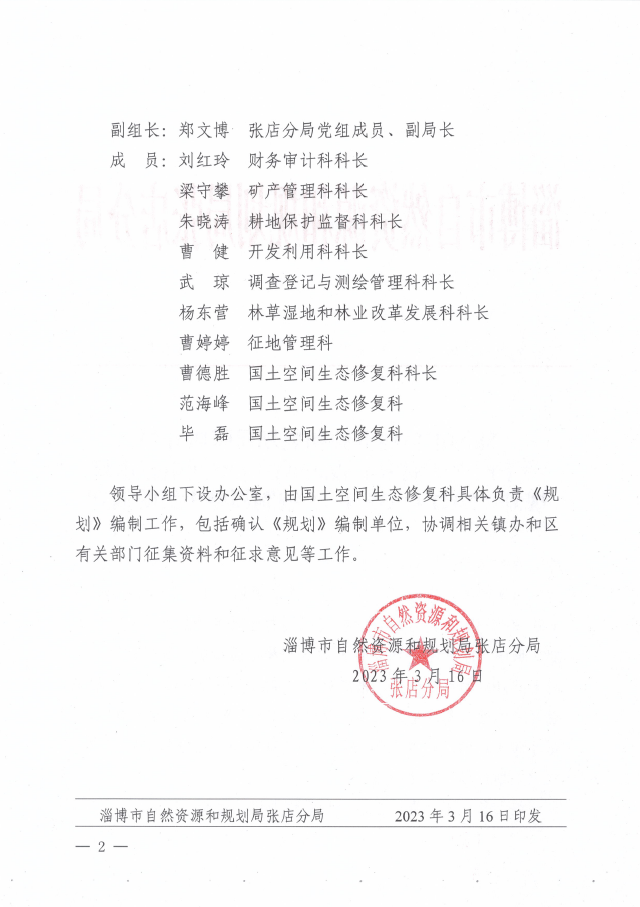 副组长：郑文博 张店分局党组成员、副局长
成 员：刘红玲 财务审计科科长
梁守攀 矿产管理科科长
朱晓涛 耕地保护监督科科长
曹 健 开发利用科科长
武 琼 调查登记与测绘管理科科长
杨东营 林草湿地和林业改革发展科科长
曹婷婷 征地管理科
曹德胜 国土空间生态修复科科长
范海峰 国土空间生态修复科
毕 磊 国土空间生态修复科
领导小组下设办公室，由国土空间生态修复科具体负责《规
划》编制工作，包括确认《规划》编制单位，协调相关镇办和区
有关部门征集资料和征求意见等工作。
淄博市自然资源和规划局张店分局
2023年3月16日
淄博市自然资源和规划局
张店分局
淄博市自然资源和规划局张店分局 2023年3月16日印发
— 2 —